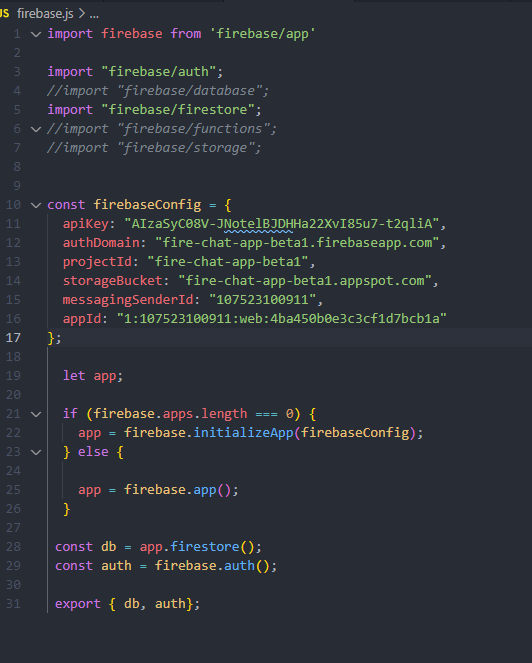 JS firebase.js > ...
1 import firebase from 'firebase/app'
2
3 import "firebase/auth";
4 //import "firebase/database";
5 import "firebase/firestore";
6 //import "firebase/functions";
7 //import "firebase/storage";
8
9
10 const firebaseConfig = {
11 apiKey: "AIzaSyC08V-JNotelBJDHHa22XvI85u7-t2qliA",
12 authDomain: "fire-chat-app-beta1.firebaseapp.com",
13 projectId: "fire-chat-app-beta1",
14 storageBucket: "fire-chat-app-beta1.appspot.com",
15 messagingSenderId: "107523100911",
16 appId: "1:107523100911:web:4ba450b0e3c3cf1d7bcb1a"
17 };
18
19 let app;
20
21 if (firebase.apps.length === 0) {
22 app = firebase.initializeApp(firebaseConfig);
23 } else {
24
25 app = firebase.app();
26 }
27
28 const db = app.firestore();
29 const auth = firebase.auth();
30
31 export { db, auth};